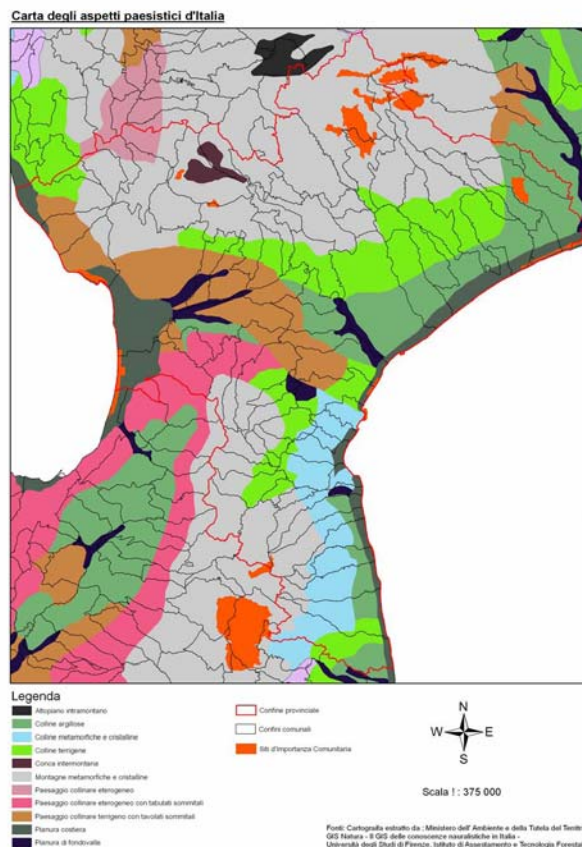 Carta degli aspetti paesistici d'Italia
Legenda
Altopiano intramontano
Colline argillose
Colline metamorfiche e cristalline
Colline terrigene
Conca intermontana
Montagne metamorfiche e cristalline
Paesaggio collinare eterogeneo
Paesaggio collinare eterogeneo con tabulati sommitali
Paesaggio collinare terrigeno con tavolati sommitali
Pianura costiera
Pianura di fondovalle
Confine provinciale
Confini comunali
Siti d'Importanza Comunitaria
N
W E
S
Scala ! : 375 000
Fonti: Cartografia estratto da : Ministero dell' Ambiente e della Tutela del Territ
GIS Natura - Il GIS delle conoscenze nauralistiche in Italia -
Università degli Studi di Firenze, Istituto di Assestamento e Tecnologia Forestal